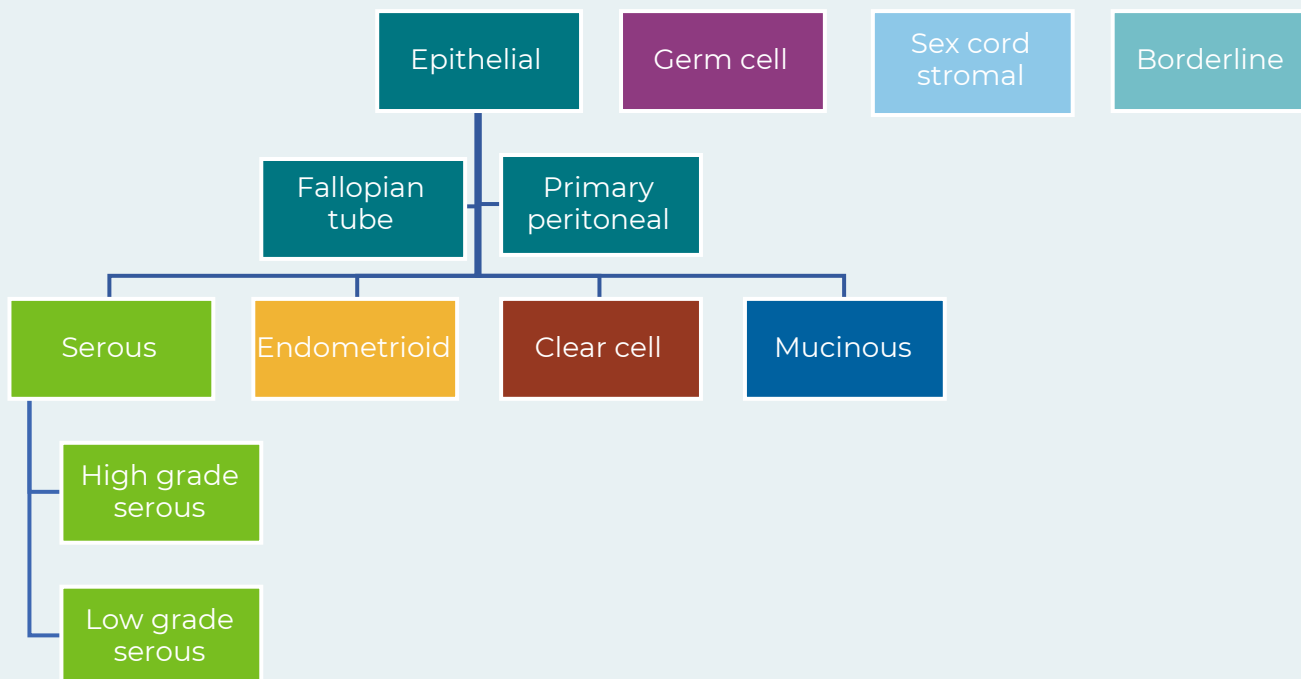 Epithelial
Germ cell
Sex cord
stromal
Borderline
Fallopian
tube
Primary
peritoneal
Serous
Endometrioid
Clear cell
Mucinous
High grade
serous
Low grade
serous